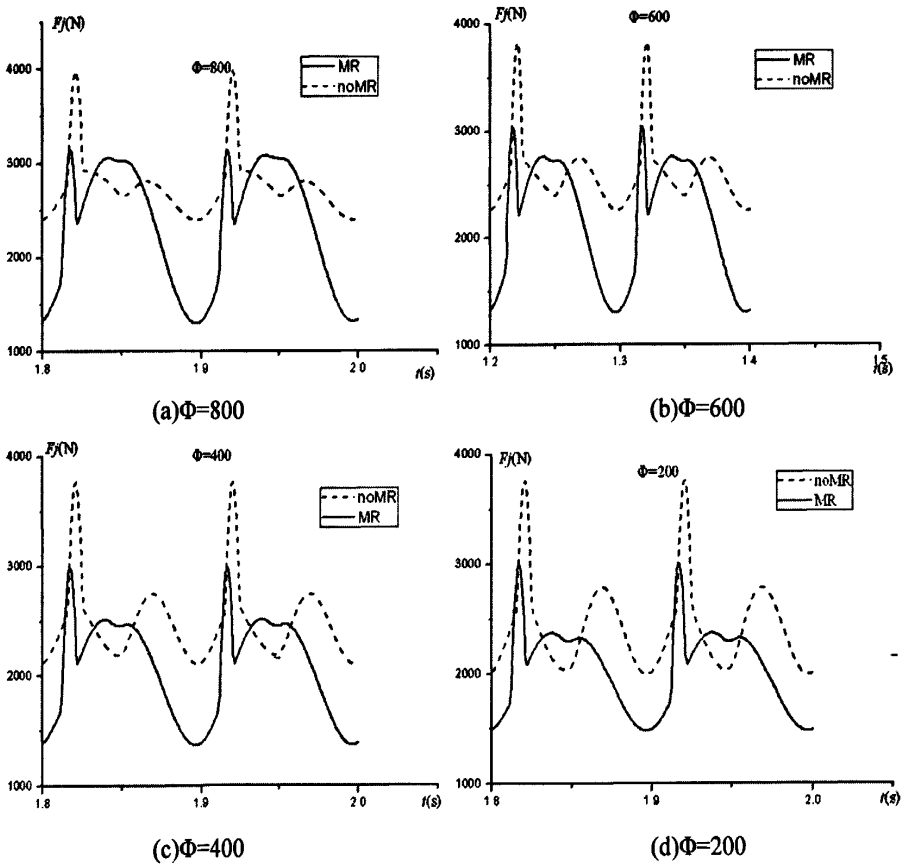 Fj(N)
Φ=800
MR
noMR
4000
3000
2000
1000
1.8
1.9
2.0
t(s)
(a)Φ=800
Fj(N)
Φ=600
MR
noMR
4000
3000
2000
1000
1.2
1.3
1.4
1.5
(b)Φ=600
Fj(N)
Φ=400
noMR
MR
4000
3000
2000
1000
1.8
1.9
2.0
t(s)
(c)Φ=400
Fj(N)
Φ=200
noMR
MR
4000
3000
2000
1000
1.8
1.9
2.0
t(s)
(d)Φ=200